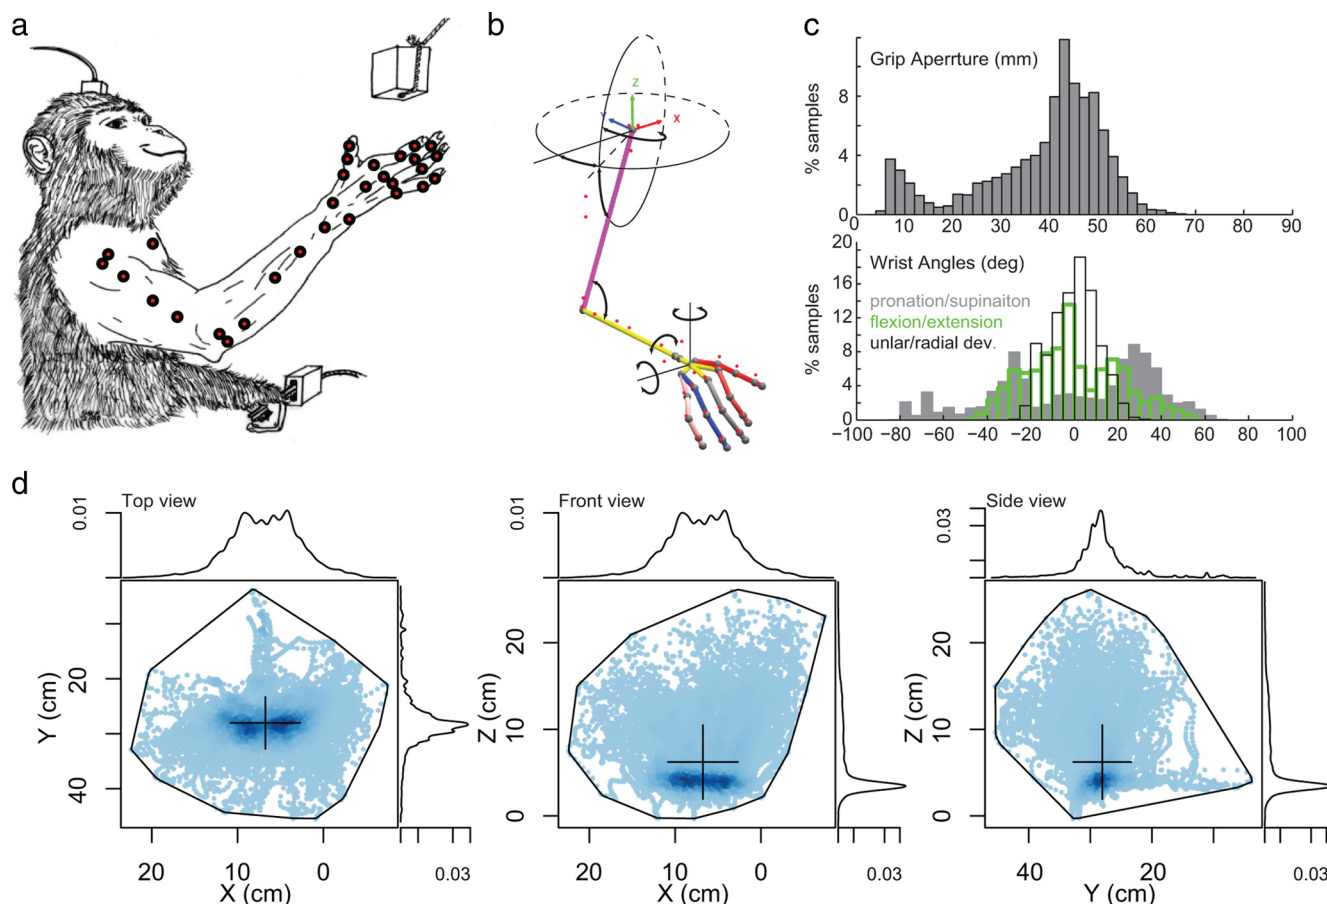 a
b
c
z
x
Grip Aperrture (mm)
% samples
8
4
0
10 20 30 40 50 60 70 80 90
Wrist Angles (deg)
pronation/supinaiton
flexion/extension
unlar/radial dev.
% samples
20
16
12
8
4
0
−100 −80 −60 −40 −20 0 20 40 60 80 100
d
Top view
0.01
Y (cm)
20
40
20 10 0
X (cm)
0.03
Front view
0.01
Z (cm)
20
10
0
20 10 0
X (cm)
0.03
Side view
0.03
Z (cm)
20
10
0
40 20
Y (cm)
0.03